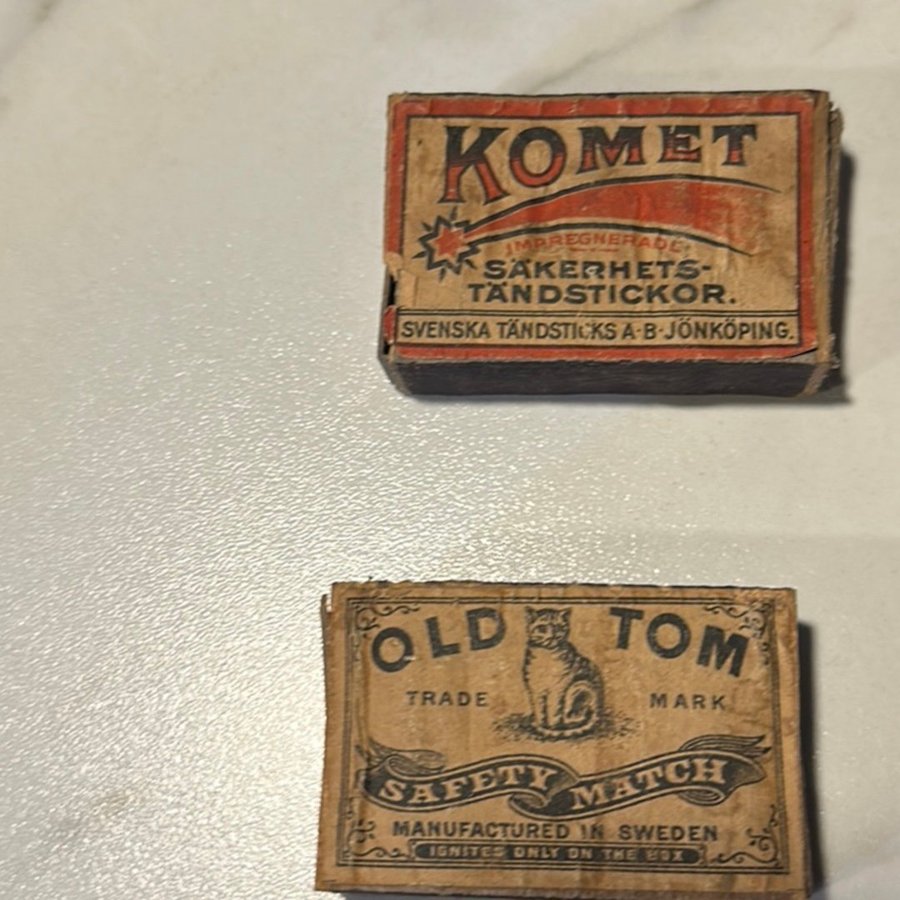 KOMET
IMPREGNERADE
SÄKERHETS-
TÄNDSTICKOR.
SVENSKA TÄNDSTICKS A-B-JÖNKÖPING.
OLD TOM
TRADE MARK
SAFETY MATCH
MANUFACTURED IN SWEDEN
IGNITES ONLY ON THE BOX